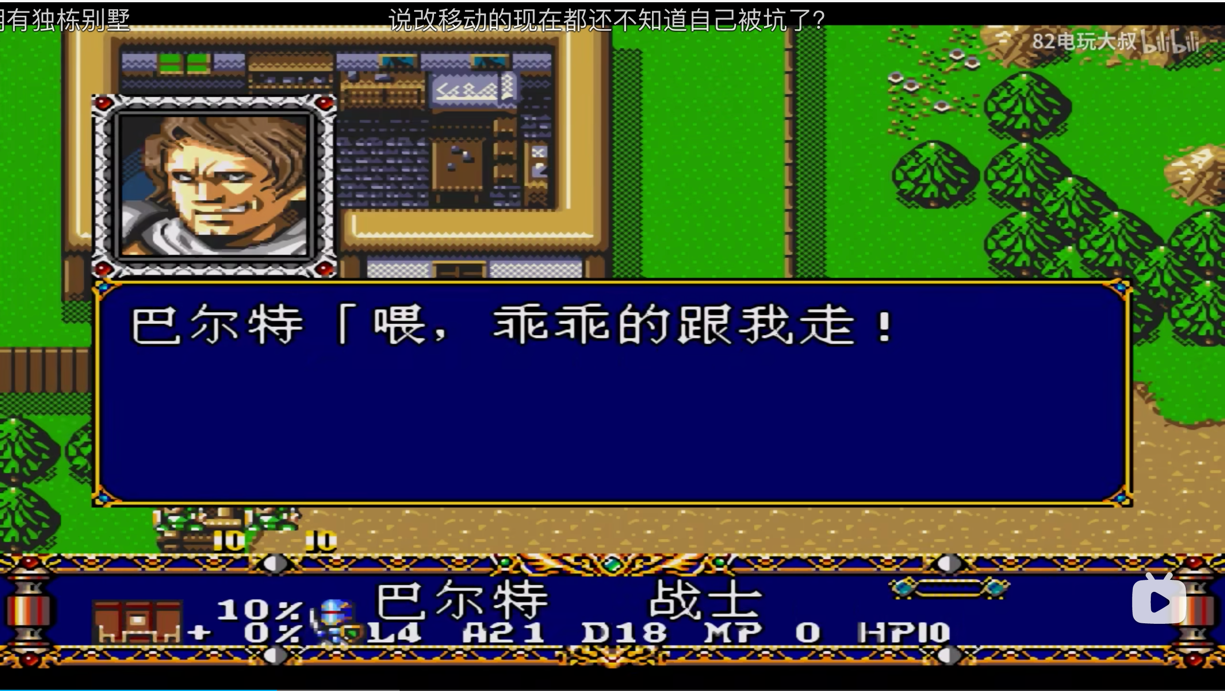 有独栋别墅 说改移动的现在都还不知道自己被坑了?
82电玩大叔 bilibili
巴尔特「喂，乖乖的跟我走！
10 10
巴尔特 战士
10%
+ 0% L4 A21 D18 MP 0 HP10